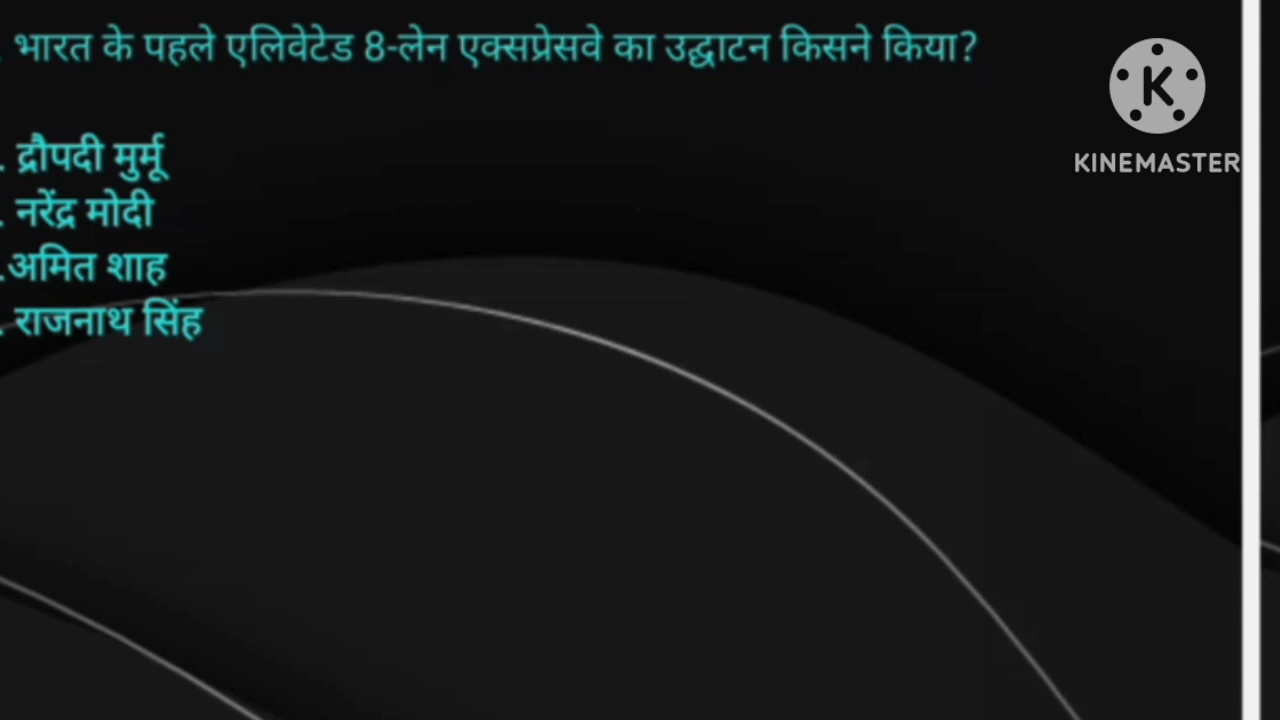 . भारत के पहले एलिवेटेड 8-लेन एक्सप्रेसवे का उद्घाटन किसने किया?
. द्रौपदी मुर्मू
. नरेंद्र मोदी
.अमित शाह
. राजनाथ सिंह
K
KINEMASTER